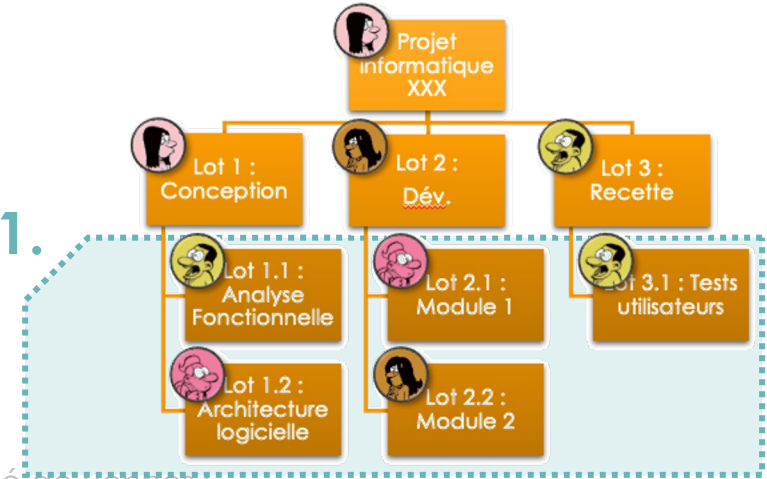 Projet
informatique
XXX
Lot 1 :
Conception
Lot 2 :
Dév.
Lot 3 :
Recette
1.
Lot 1.1 :
Analyse
Fonctionnelle
Lot 2.1 :
Module 1
Lot 3.1 : Tests
utilisateurs
Lot 1.2 :
Architecture
logicielle
Lot 2.2 :
Module 2